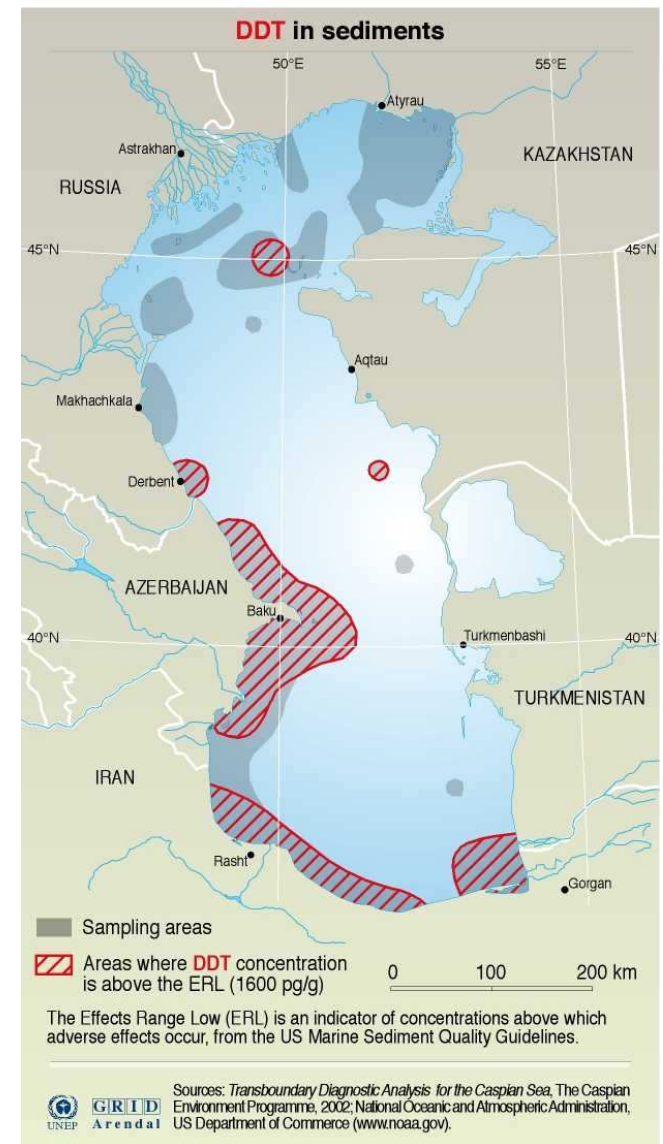 DDT in sediments
50°E 55°E
Atyrau
Astrakhan
KAZAKHSTAN
RUSSIA
45°N 45°N
Aqtau
Makhachkala
Derbent
AZERBAIJAN
Baku
40°N 40°N
Turkmenbashi
TURKMENISTAN
IRAN
Rasht
Gorgan
Sampling areas
Areas where DDT concentration
is above the ERL (1600 pg/g)
0 100 200 km
The Effects Range Low (ERL) is an indicator of concentrations above which
adverse effects occur, from the US Marine Sediment Quality Guidelines.
UNEP
GRID
Arendal
Sources: Transboundary Diagnostic Analysis for the Caspian Sea, The Caspian
Environment Programme, 2002; National Oceanic and Atmospheric Administration,
US Department of Commerce (www.noaa.gov).